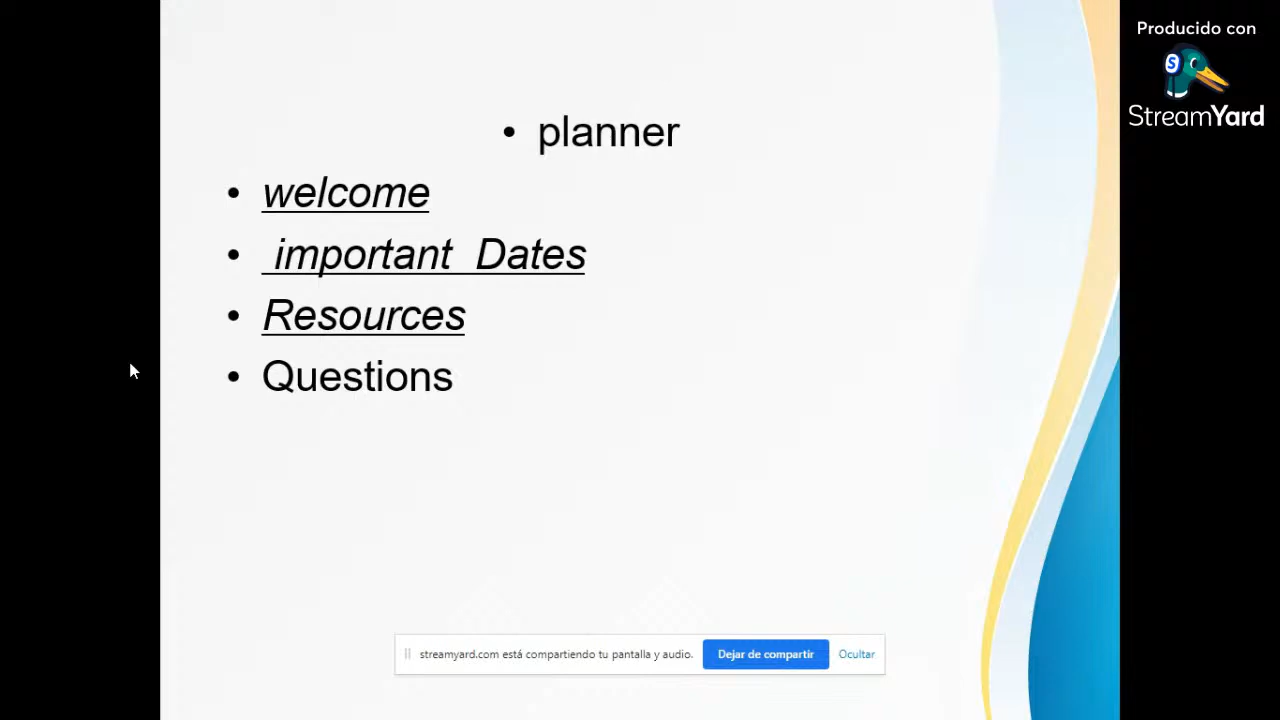 Producido con
StreamYard
• planner
• welcome
• important Dates
• Resources
• Questions
streamyard.com está compartiendo tu pantalla y audio. Dejar de compartir Ocultar